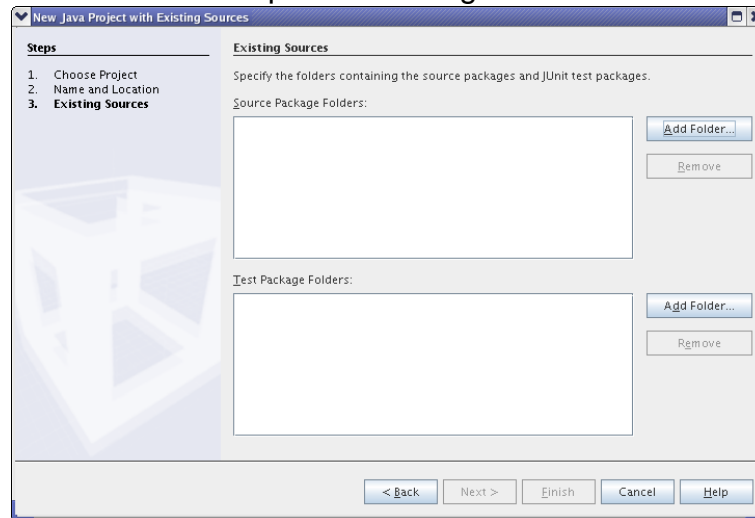 New Java Project with Existing Sources
Steps
1. Choose Project
2. Name and Location
3. Existing Sources
Existing Sources
Specify the folders containing the source packages and JUnit test packages.
Source Package Folders:
Add Folder...
Remove
Test Package Folders:
Add Folder...
Remove
< Back
Next >
Finish
Cancel
Help